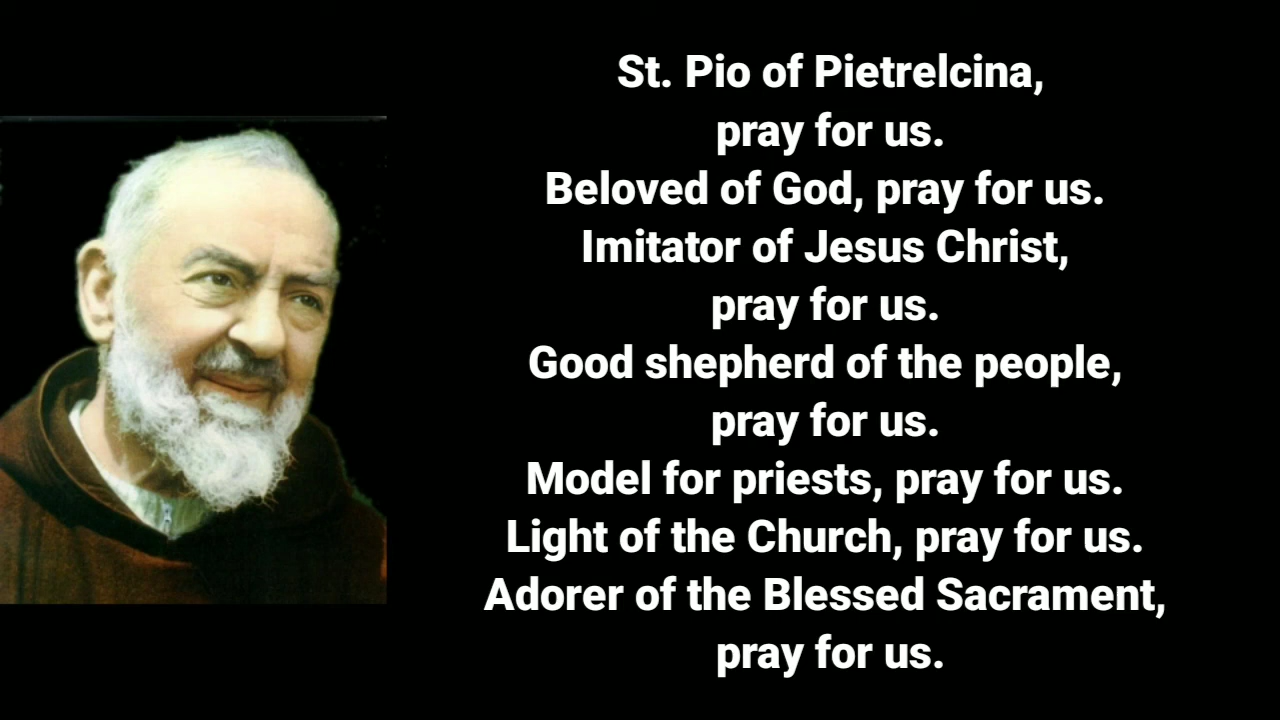 St. Pio of Pietrelcina,
pray for us.
Beloved of God, pray for us.
Imitator of Jesus Christ,
pray for us.
Good shepherd of the people,
pray for us.
Model for priests, pray for us.
Light of the Church, pray for us.
Adorer of the Blessed Sacrament,
pray for us.